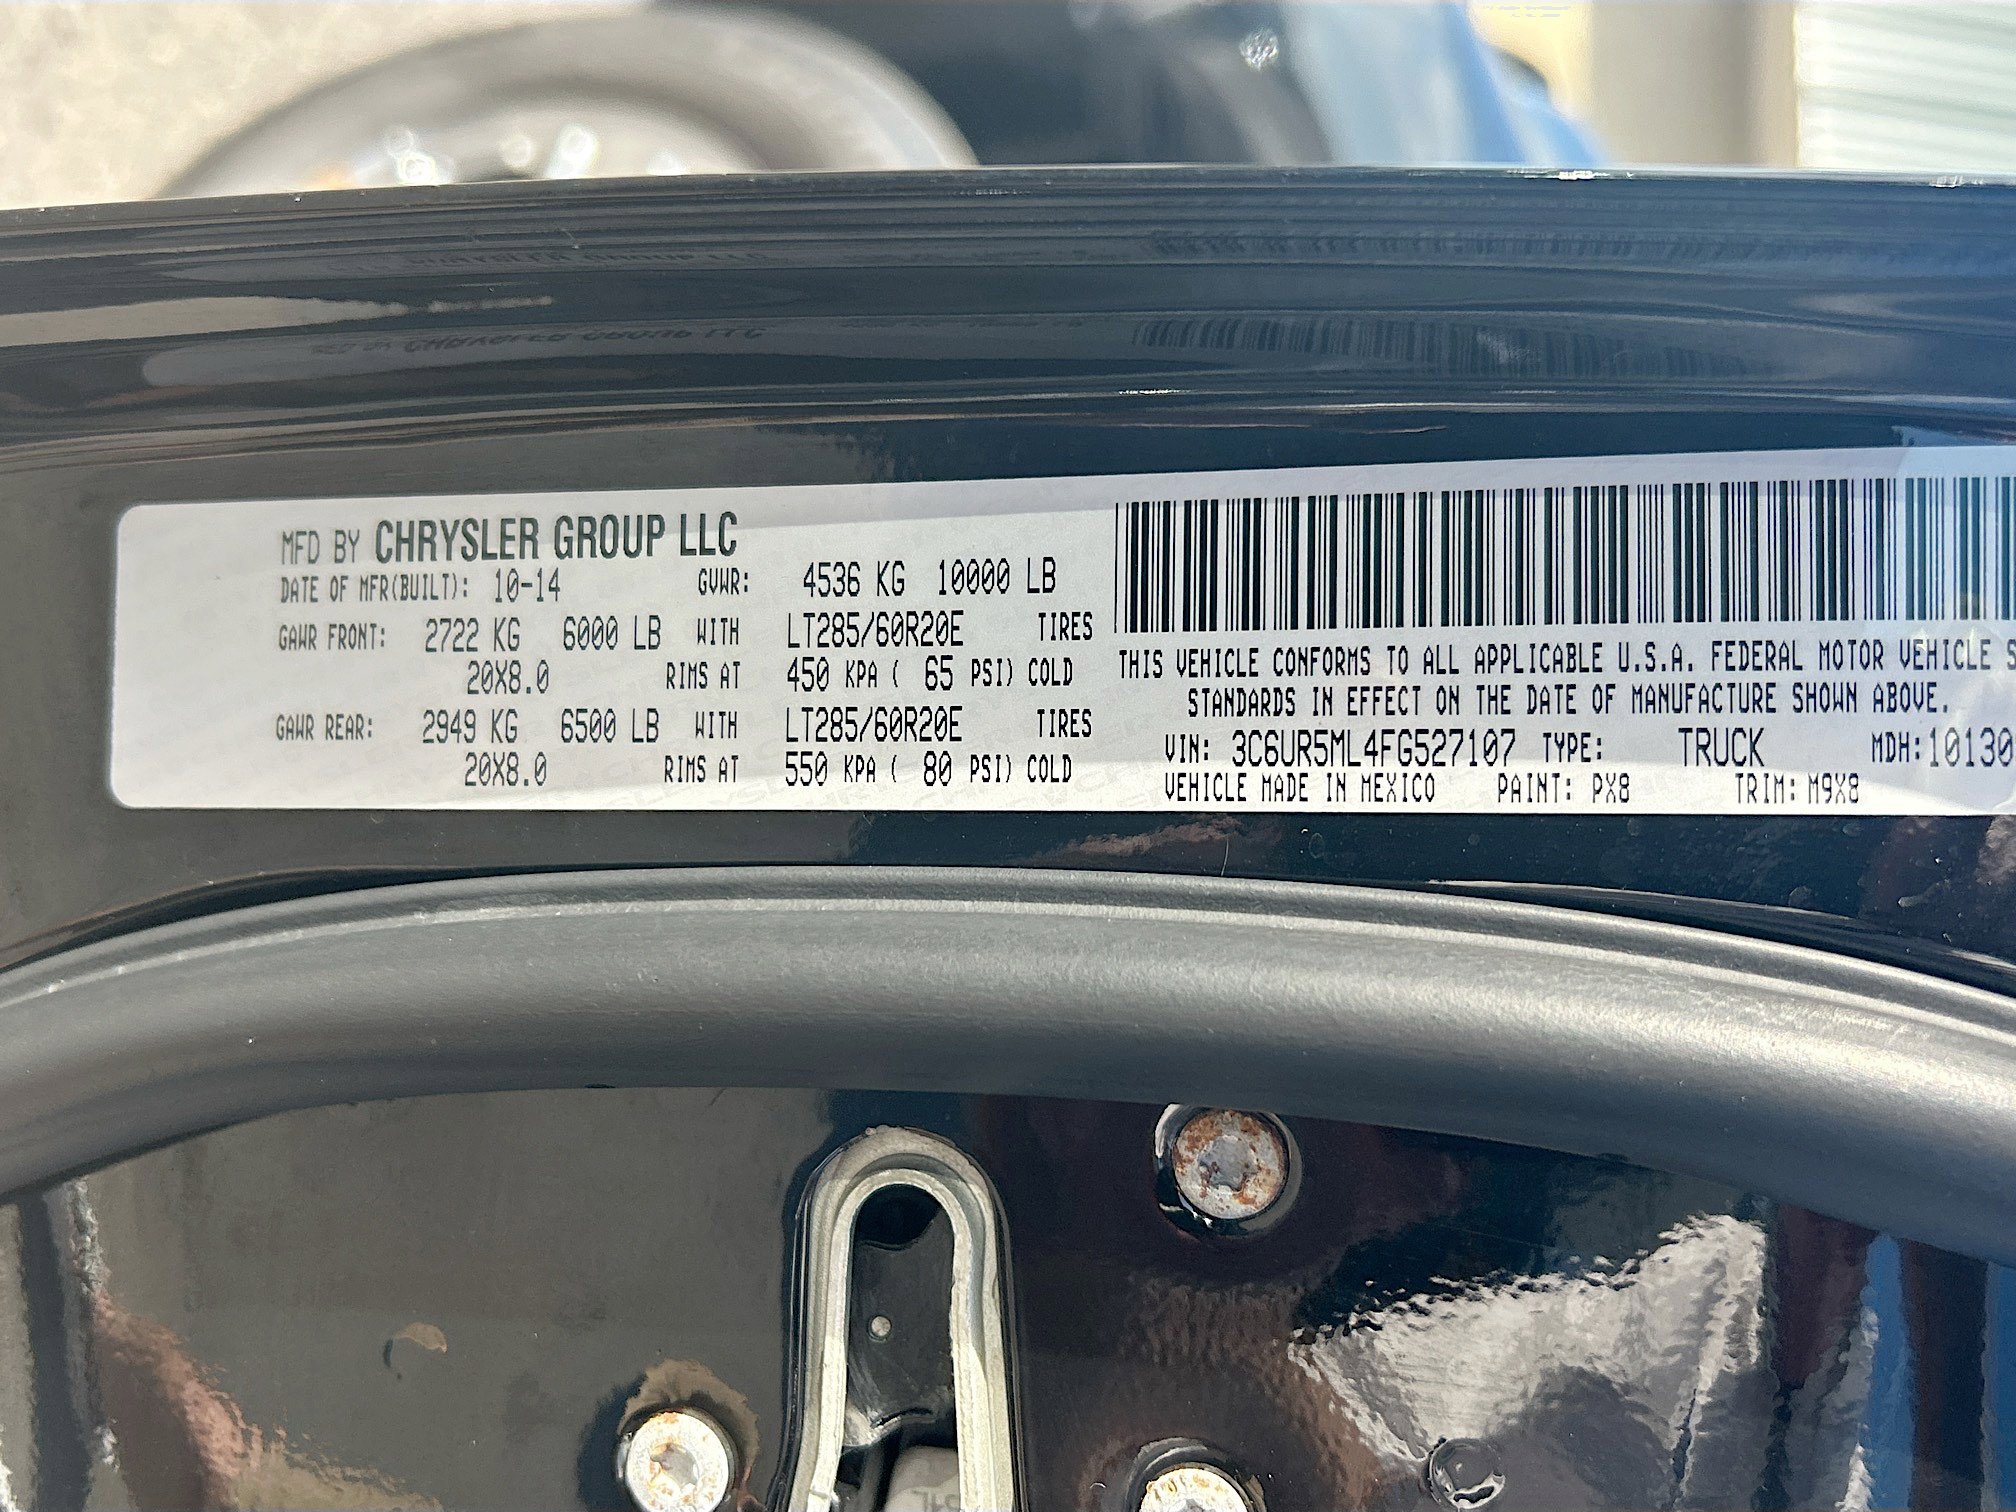 MFD BY CHRYSLER GROUP LLC
DATE OF MFR(BUILT): 10-14 GVWR: 4536 KG 10000 LB
GAWR FRONT: 2722 KG 6000 LB WITH LT285/60R20E TIRES
20X8.0 RIMS AT 450 KPA ( 65 PSI) COLD
GAWR REAR: 2949 KG 6500 LB WITH LT285/60R20E TIRES
20X8.0 RIMS AT 550 KPA ( 80 PSI) COLD
THIS VEHICLE CONFORMS TO ALL APPLICABLE U.S.A. FEDERAL MOTOR VEHICLE S
STANDARDS IN EFFECT ON THE DATE OF MANUFACTURE SHOWN ABOVE.
VIN: 3C6UR5ML4FG527107 TYPE: TRUCK MDH:10130
VEHICLE MADE IN MEXICO PAINT: PX8 TRIM: M9X8